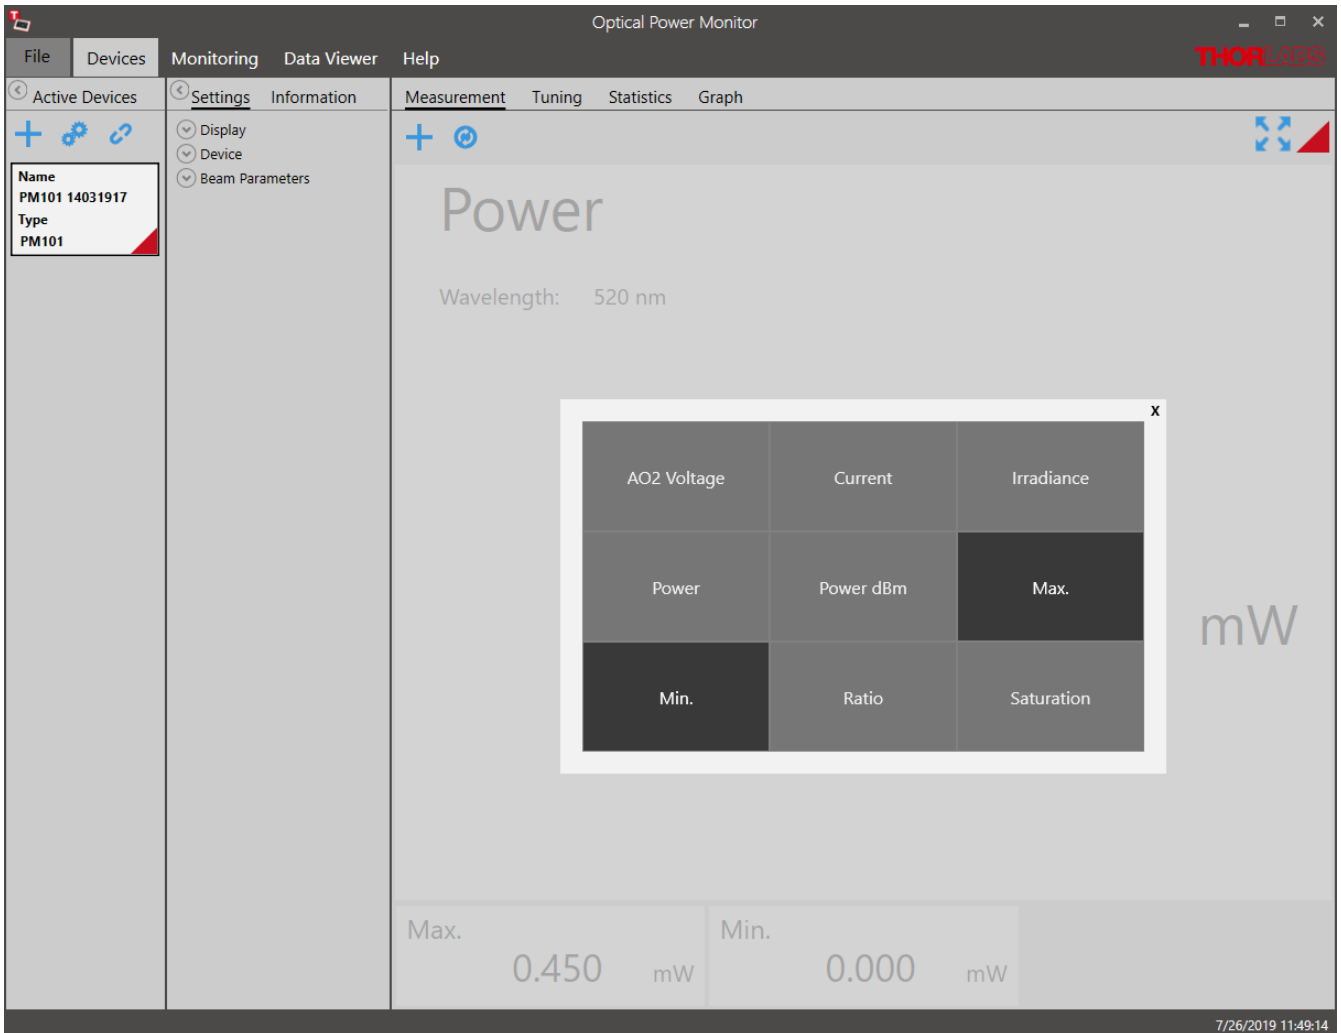 Optical Power Monitor
File Devices Monitoring Data Viewer Help
THORLABS
Active Devices
Settings Information
Measurement Tuning Statistics Graph
Name
PM101 14031917
Type
PM101
Display
Device
Beam Parameters
Power
Wavelength: 520 nm
X
AO2 Voltage Current Irradiance
Power Power dBm Max.
Min. Ratio Saturation
mW
Max.
0.450 mW
Min.
0.000 mW
7/26/2019 11:49:14